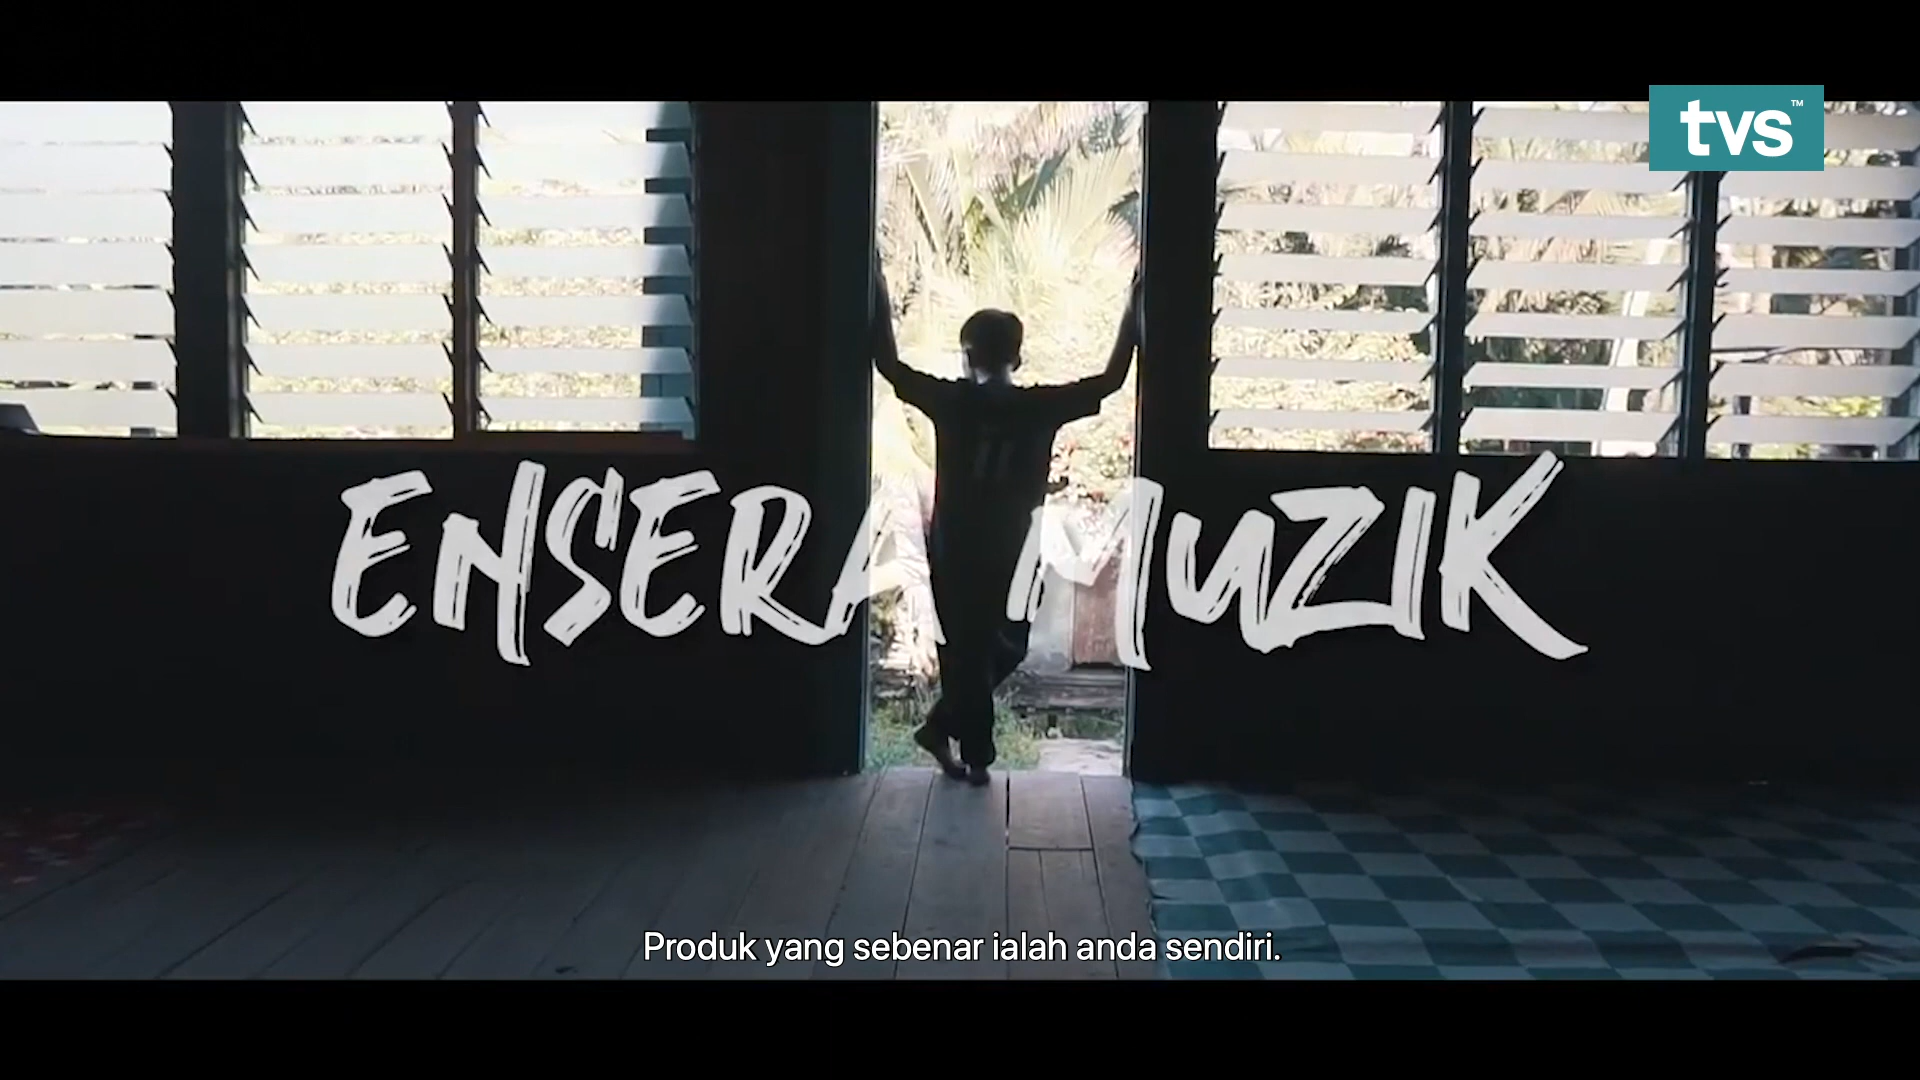 tvs™
ENSERA MUZIK
Produk yang sebenar ialah anda sendiri.